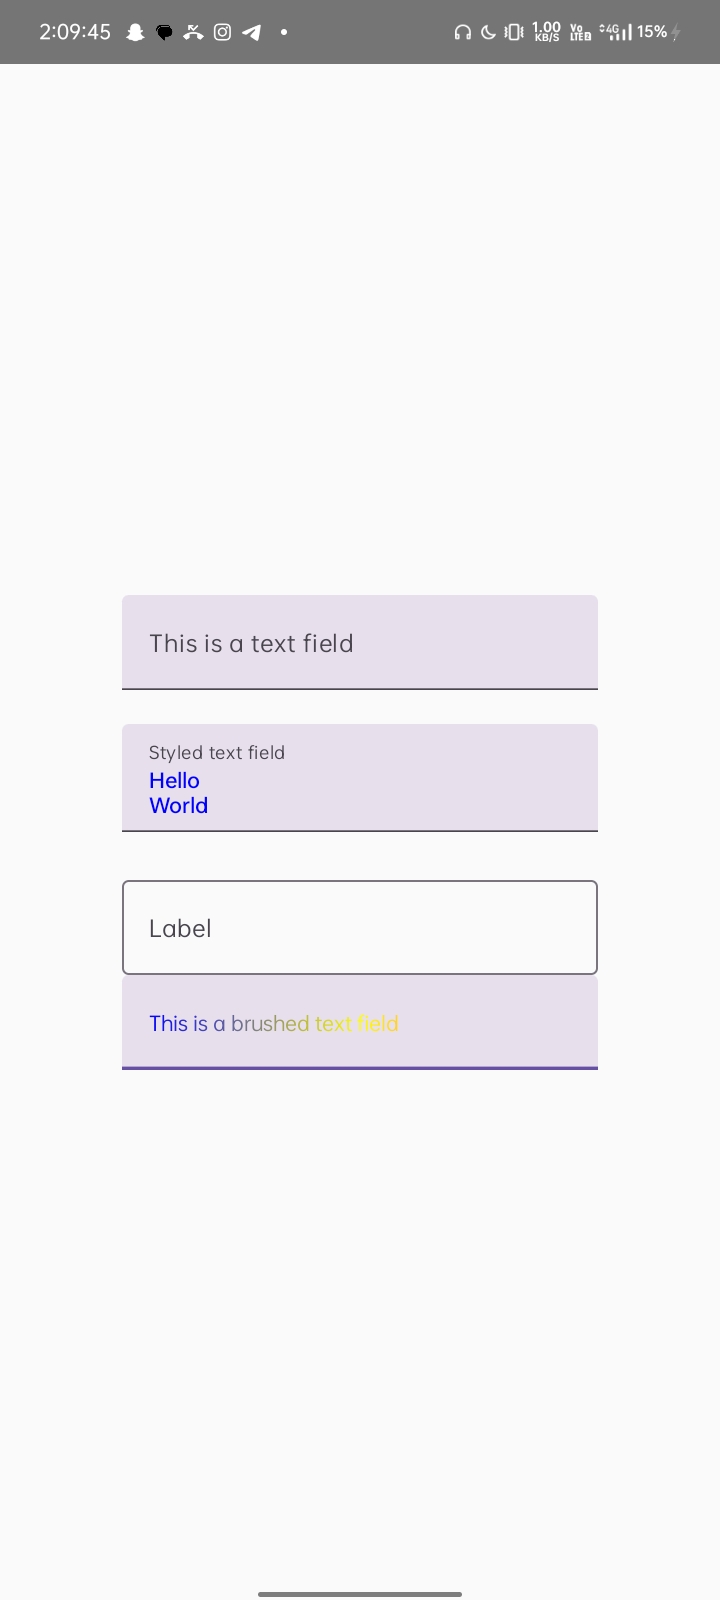 2:09:45
1.00
KB/S
Vo
LTE
4G
15%
This is a text field
Styled text field
Hello
World
Label
This is a brushed text field